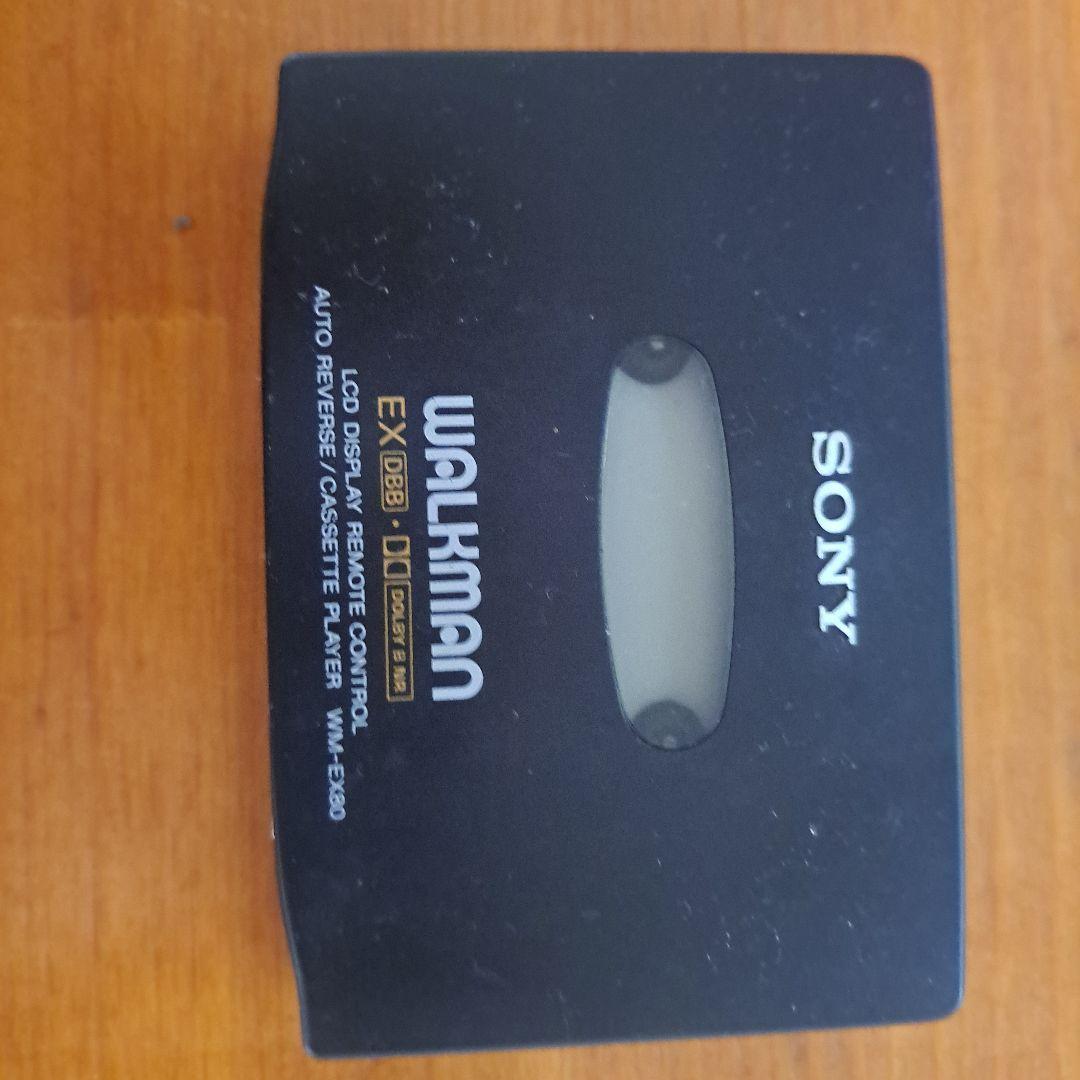 SONY
WALKMAN
EX DBB · DOLBY B NR
LCD DISPLAY REMOTE CONTROL
AUTO REVERSE/CASSETTE PLAYER WM-EX80